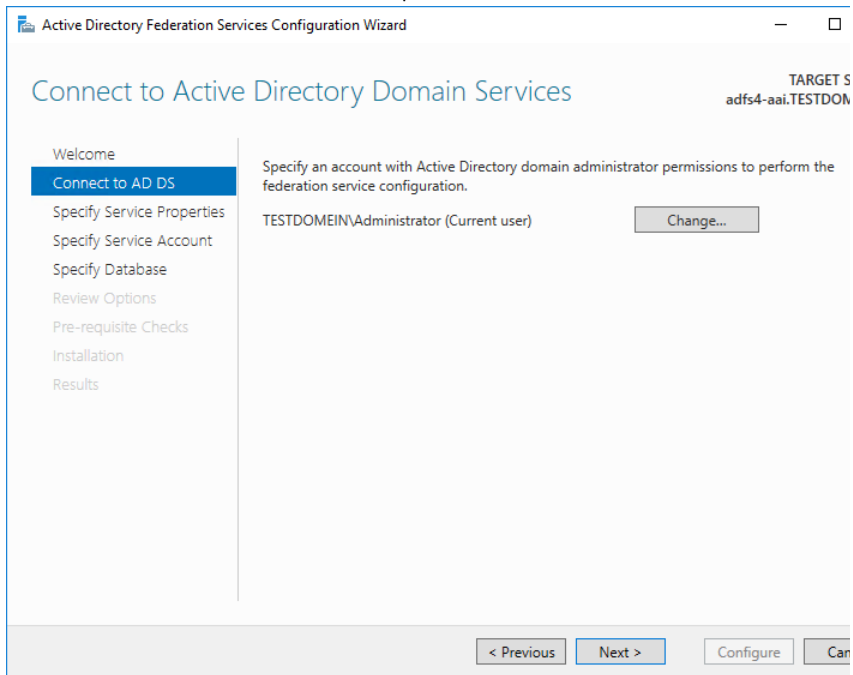 Active Directory Federation Services Configuration Wizard
Connect to Active Directory Domain Services
TARGET S
adfs4-aai.TESTDOM
Welcome
Connect to AD DS
Specify Service Properties
Specify Service Account
Specify Database
Review Options
Pre-requisite Checks
Installation
Results
Specify an account with Active Directory domain administrator permissions to perform the
federation service configuration.
TESTDOMEIN\Administrator (Current user)
Change...
< Previous
Next >
Configure
Can